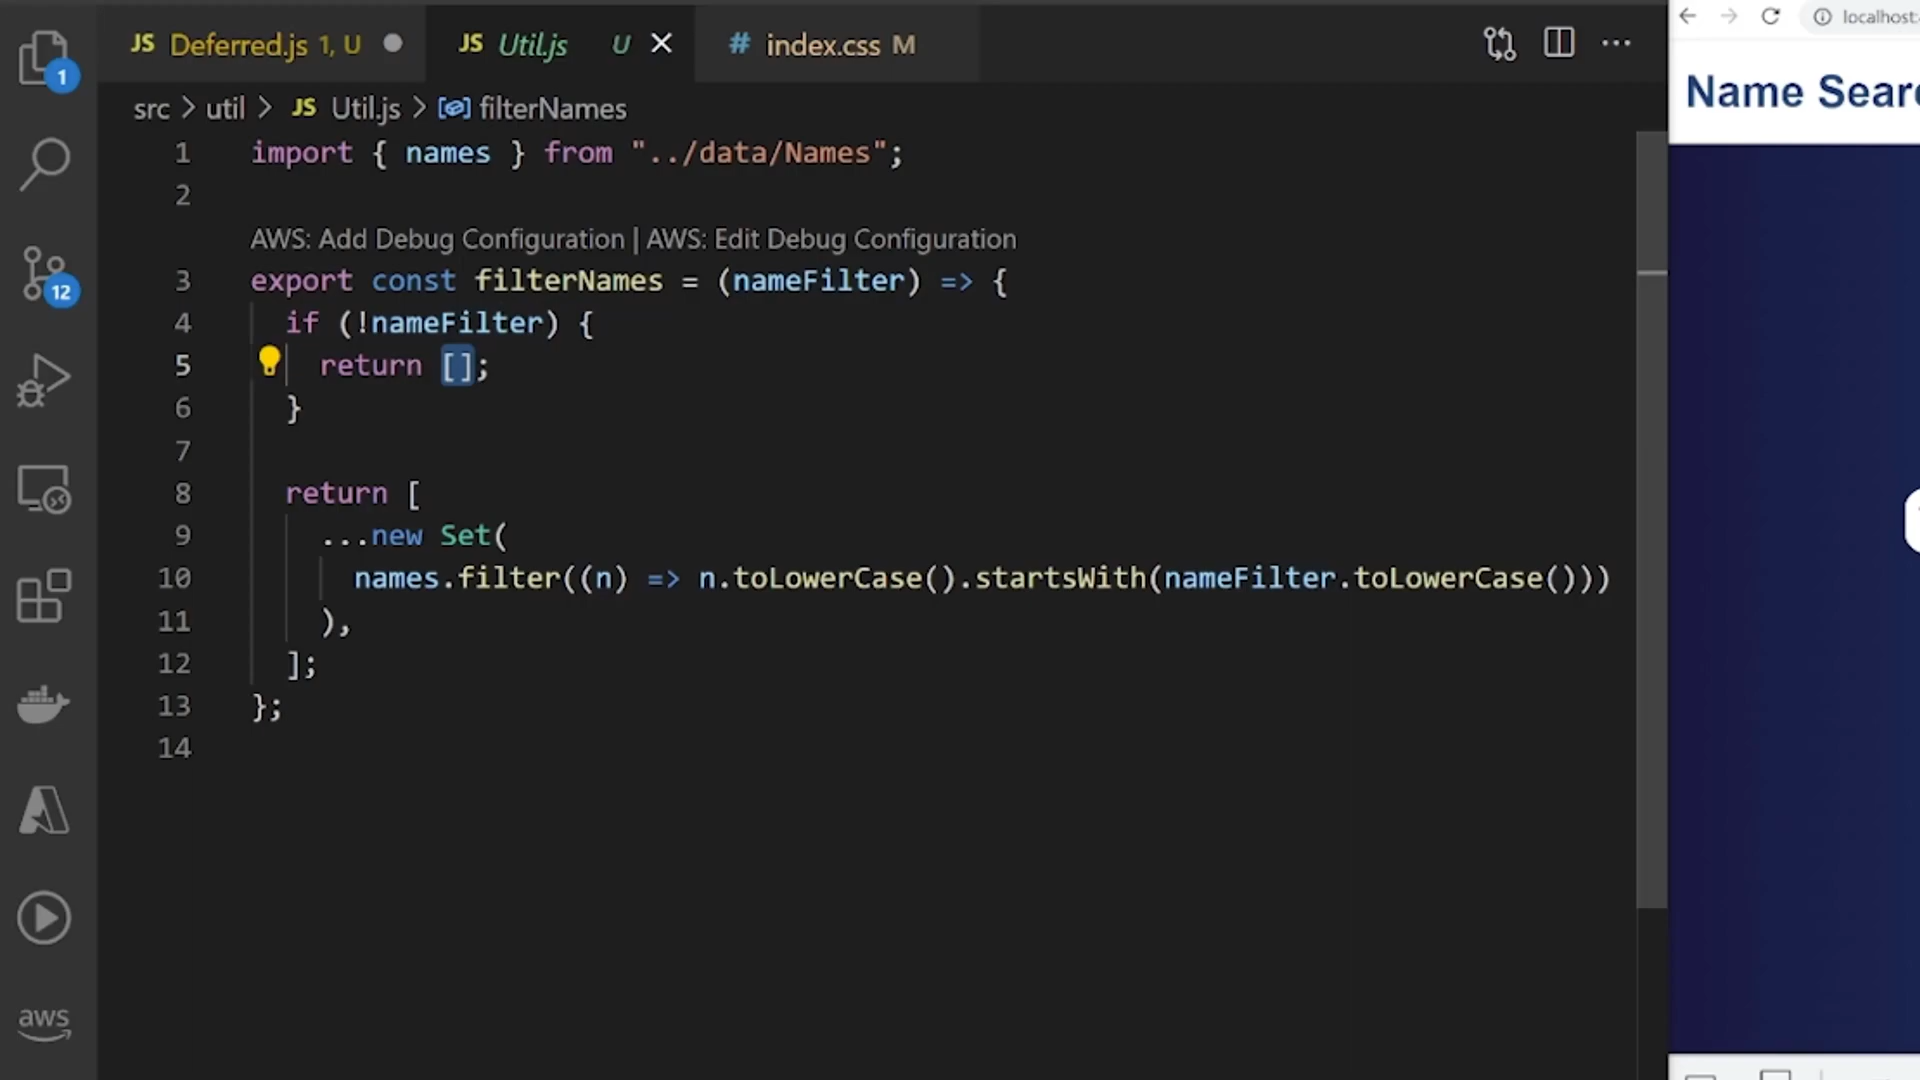 JS Deferred.js 1, U
JS Util.js U
# index.css M
src > util > JS Util.js > filterNames
1 import { names } from "../data/Names";
2
AWS: Add Debug Configuration | AWS: Edit Debug Configuration
3 export const filterNames = (nameFilter) => {
4 if (!nameFilter) {
5 return [];
6 }
7
8 return [
9 ...new Set(
10 names.filter((n) => n.toLowerCase().startsWith(nameFilter.toLowerCase()))
11 ),
12 ];
13 };
14
1
12
aws
localhost:
Name Sear